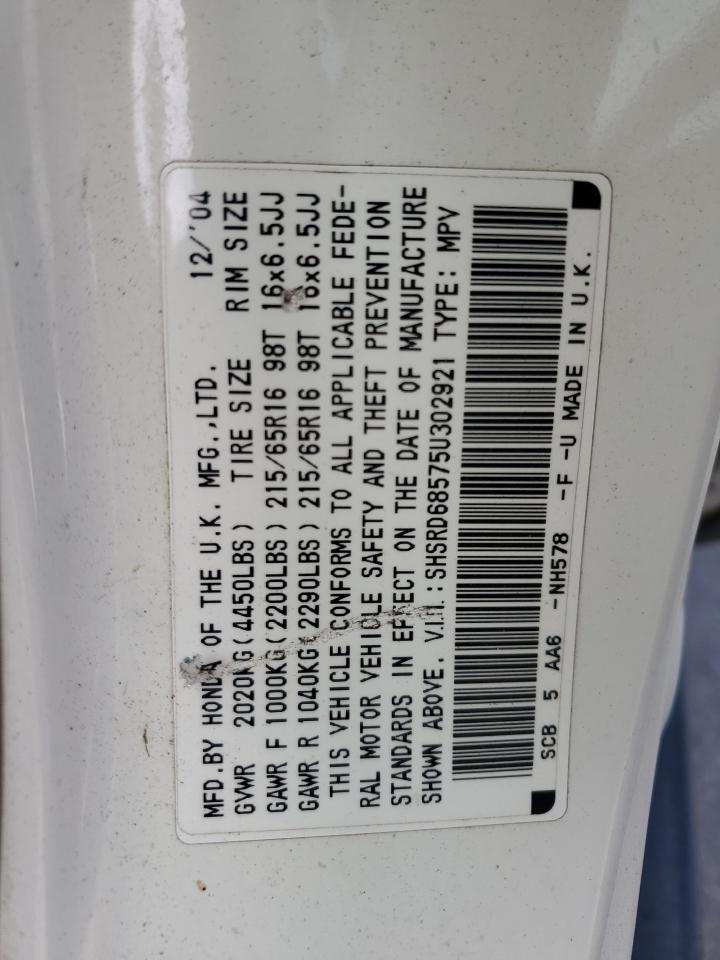 MFD.BY HONDA OF THE U.K. MFG.,LTD. 12/'04
GVWR 2020KG(4450LBS) TIRE SIZE RIM SIZE
GAWR F 1000KG(2200LBS)215/65R16 98T 16x6.5JJ
GAWR R 1040KG(2290LBS)215/65R16 98T 16x6.5JJ
THIS VEHICLE CONFORMS TO ALL APPLICABLE FEDE-
RAL MOTOR VEHICLE SAFETY AND THEFT PREVENTION
STANDARDS IN EFFECT ON THE DATE OF MANUFACTURE
SHOWN ABOVE. V.I.N.:SHSRD68575U302921 TYPE: MPV
SCB 5 AA6 -NH578 -F -U MADE IN U.K.